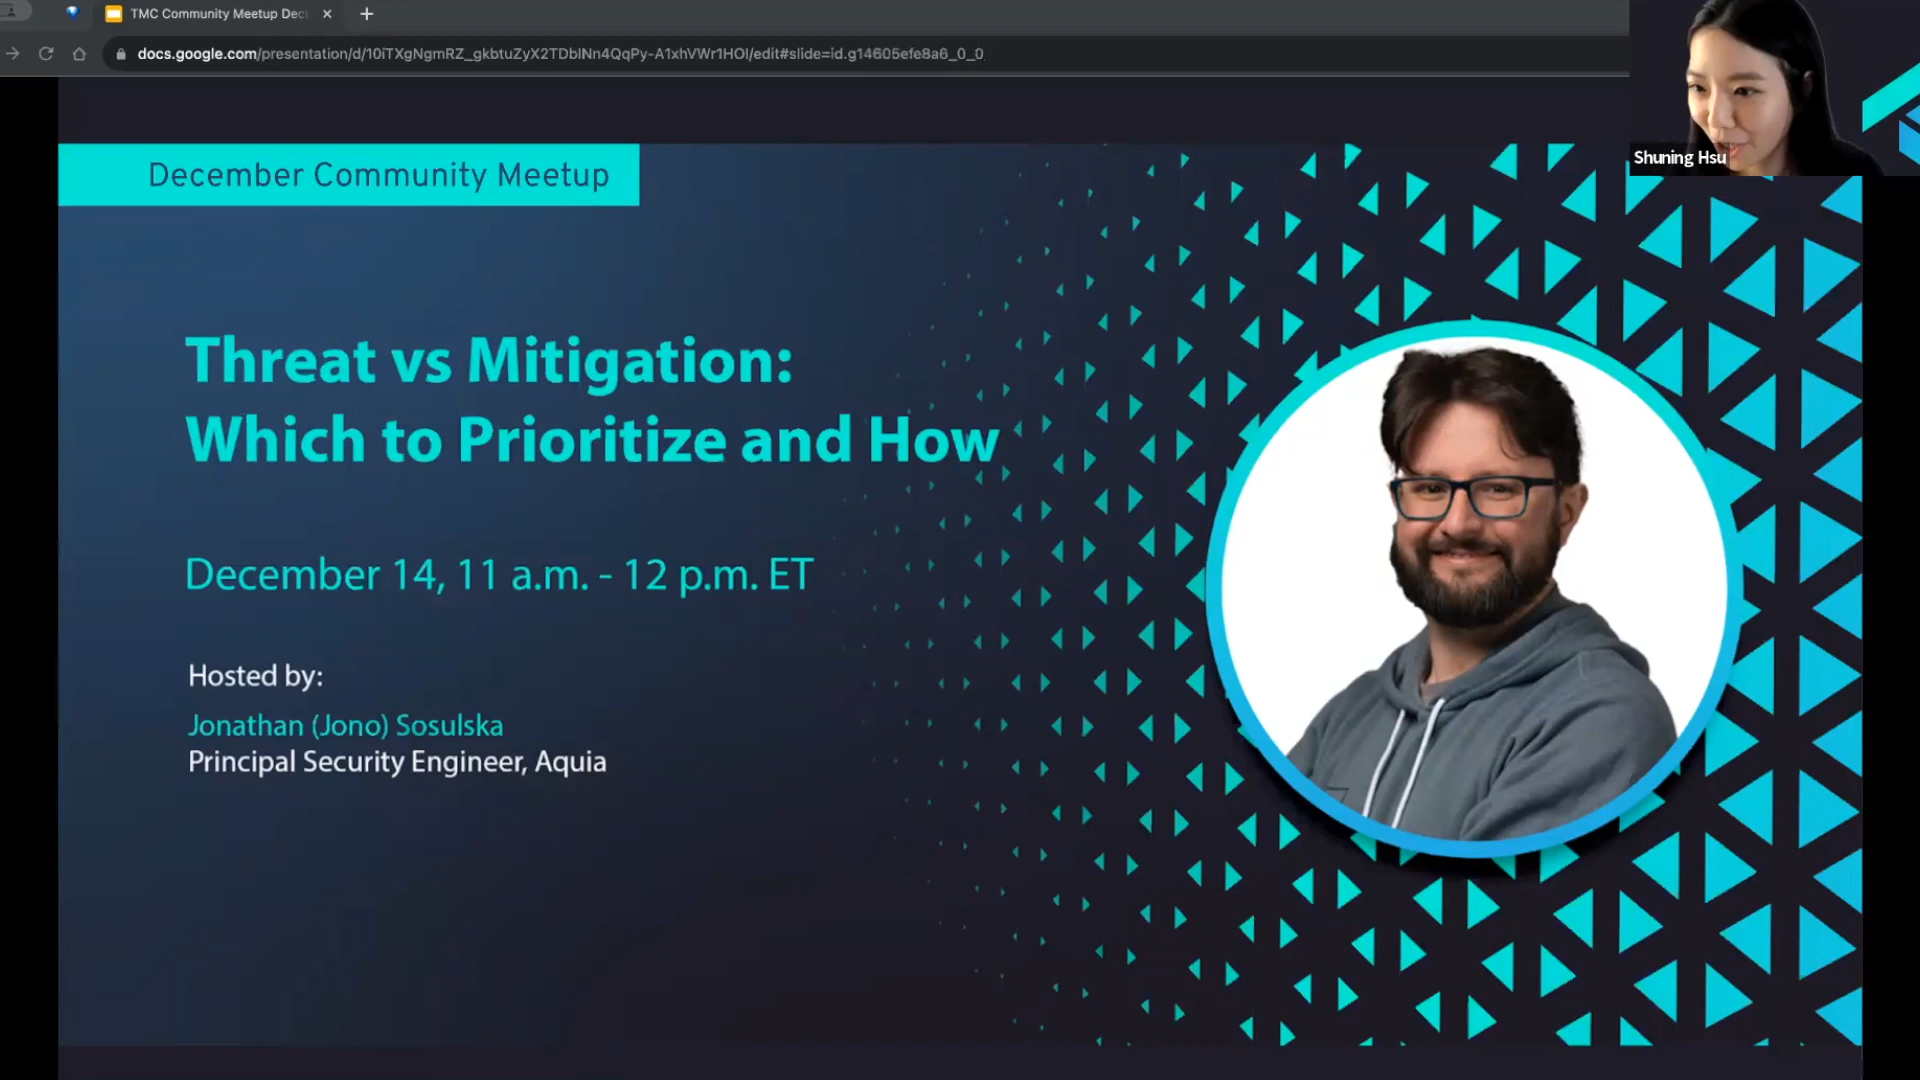 TMC Community Meetup Dec
docs.google.com/presentation/d/10iTXgNgmRZ_gkbtuZyX2TDblNn4QqPy-A1xhVWr1HOI/edit#slide=id.g14605efe8a6_0_0
Shuning Hsu
December Community Meetup
Threat vs Mitigation:
Which to Prioritize and How
December 14, 11 a.m. - 12 p.m. ET
Hosted by:
Jonathan (Jono) Sosulska
Principal Security Engineer, Aquia